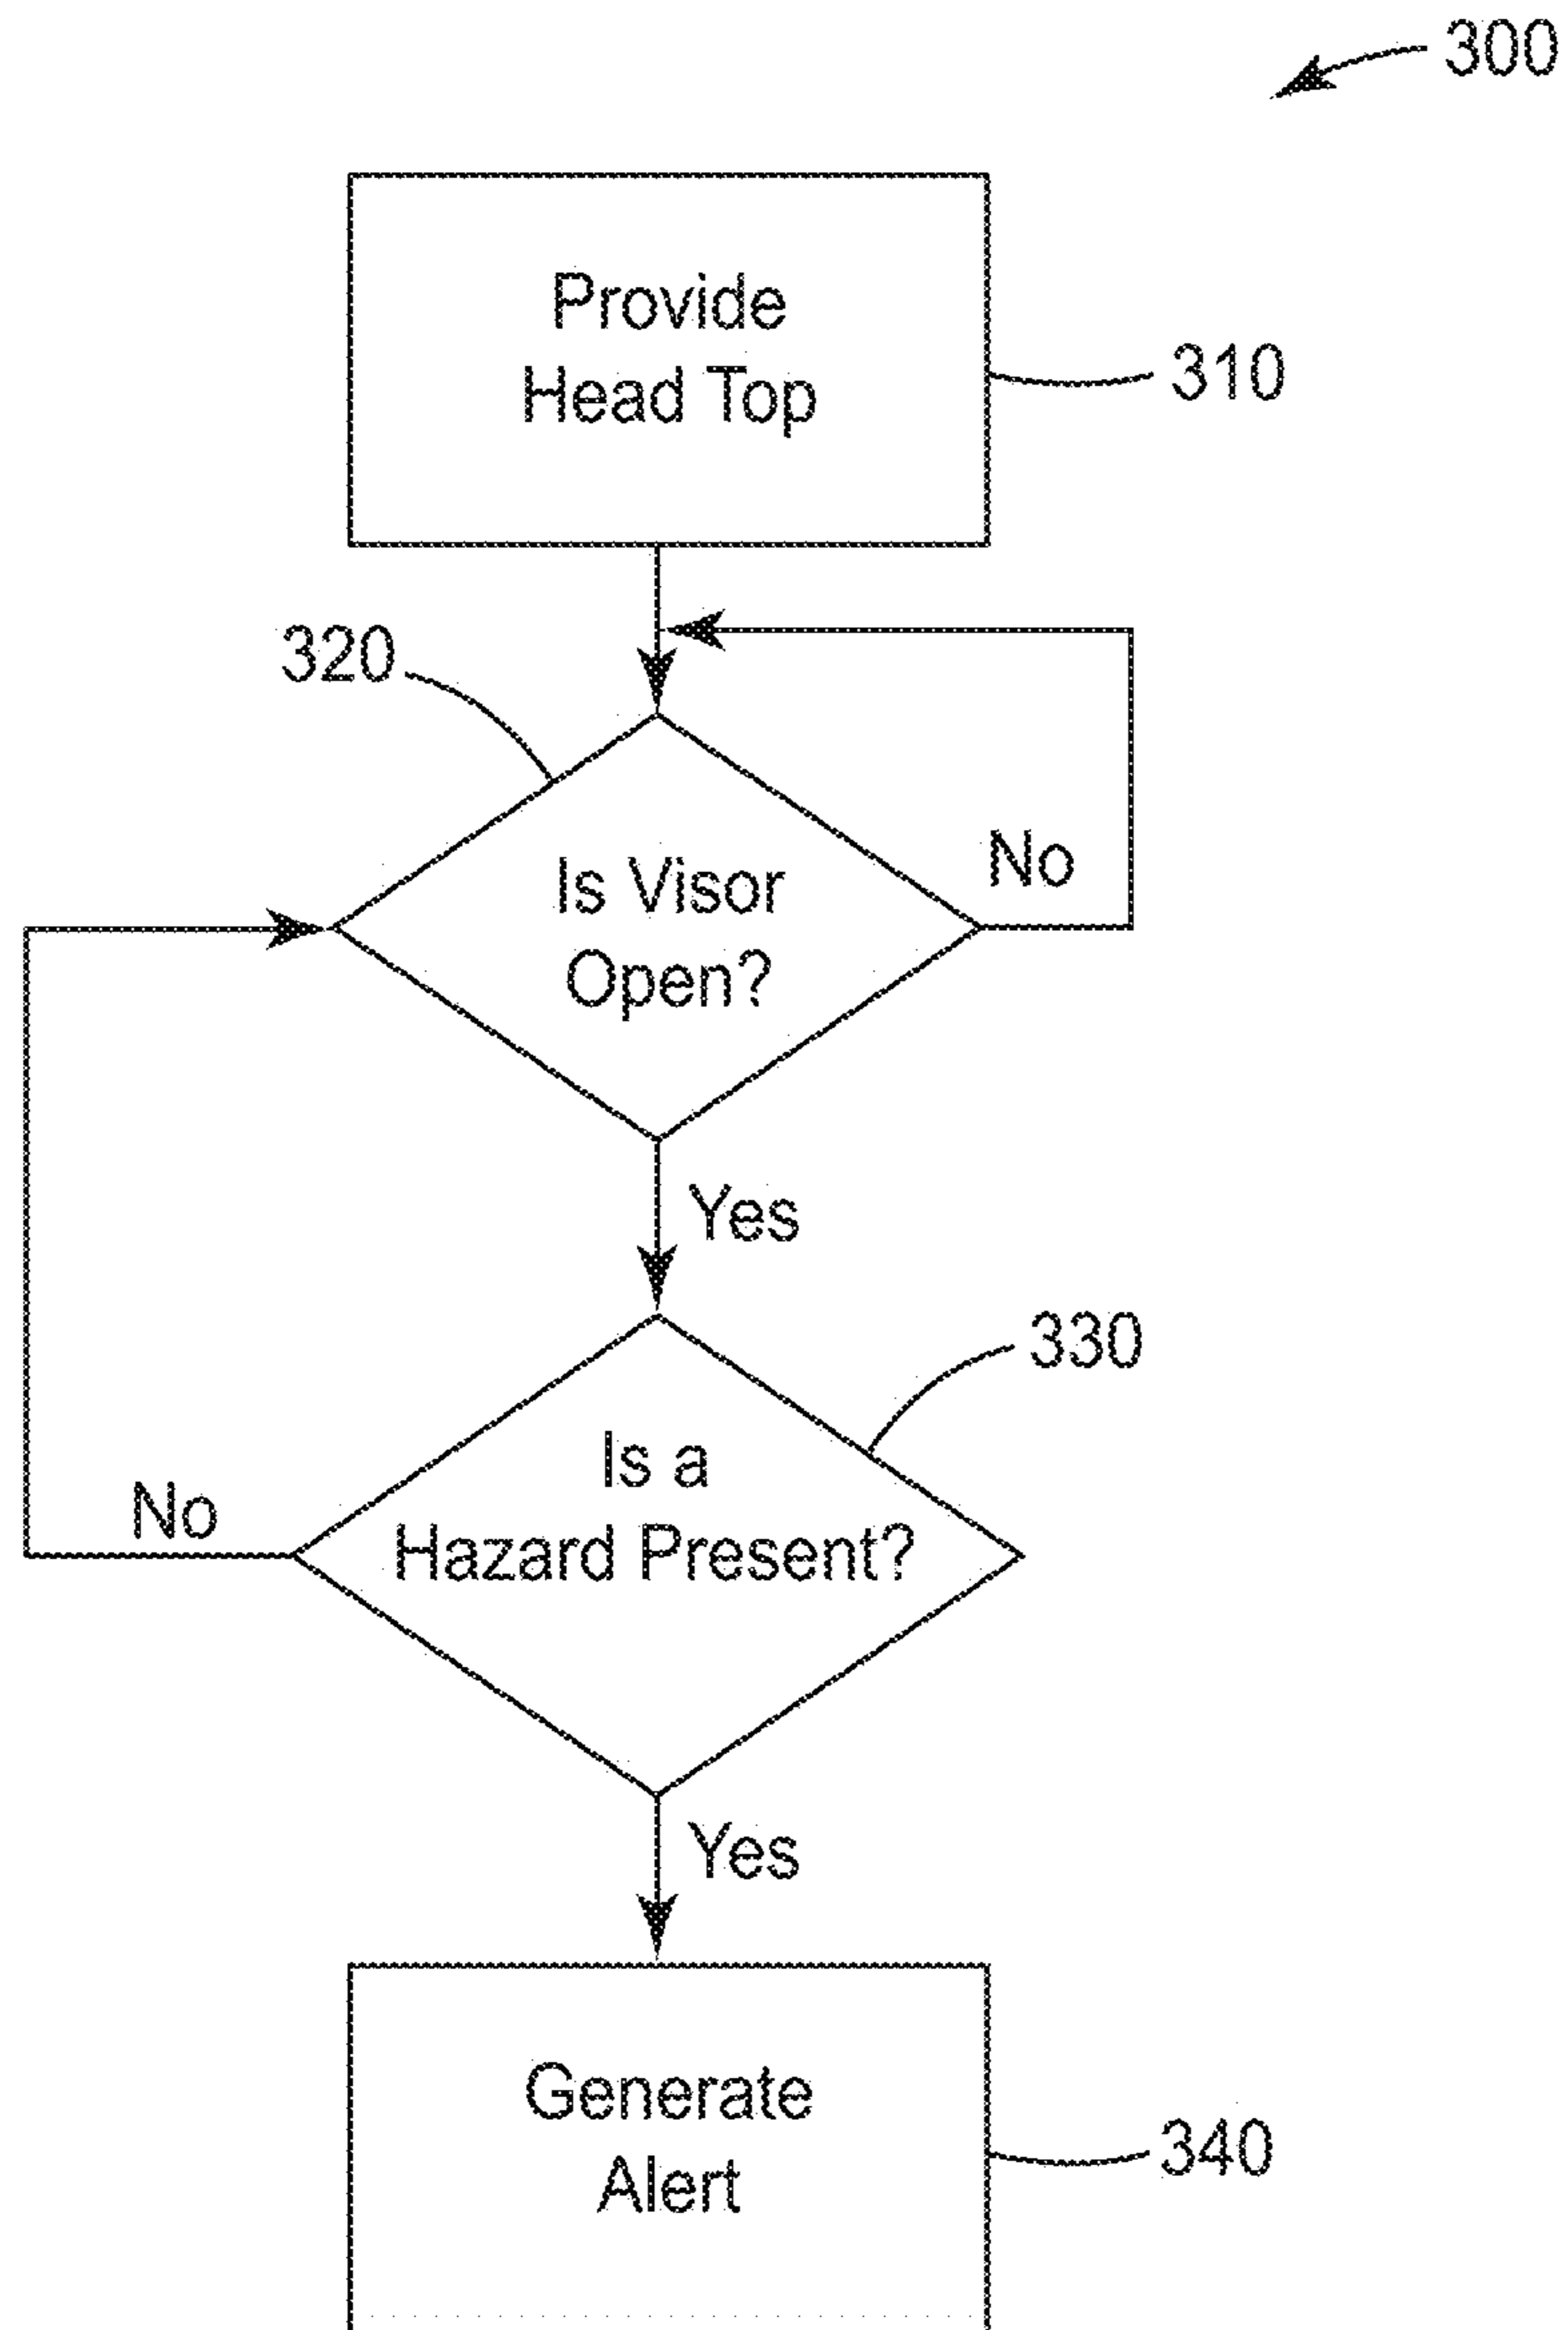 300
Provide
Head Top
310
320
No
Is Visor
Open?
Yes
330
Is a
Hazard Present?
No
Yes
Generate
Alert
340